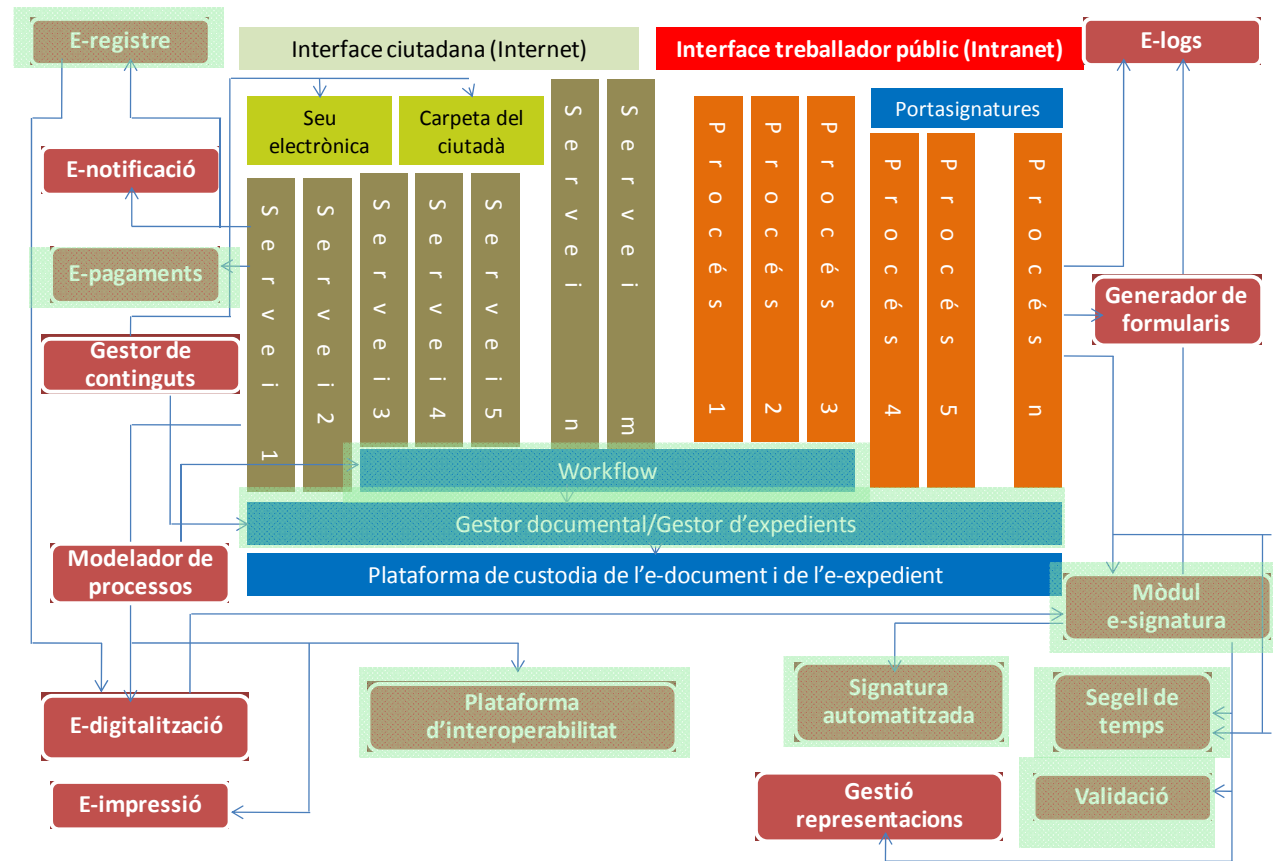 E-registre
Interface ciutadana (Internet)
Interface treballador públic (Intranet)
E-logs
Seu
electrònica
Carpeta del
ciutadà
Portasignatures
E-notificació
E-pagaments
Gestor de
continguts
Servei 1
Servei 2
Servei 3
Servei 4
Servei 5
Servei n
Servei m
Procés 1
Procés 2
Procés 3
Procés 4
Procés 5
Procés n
Generador de
formularis
Workflow
Gestor documental/Gestor d'expedients
Plataforma de custodia de l'e-document i de l'e-expedient
Modelador de
processos
Mòdul
e-signatura
E-digitalització
Plataforma
d'interoperabilitat
Signatura
automatitzada
Segell de
temps
E-impressió
Gestió
representacions
Validació